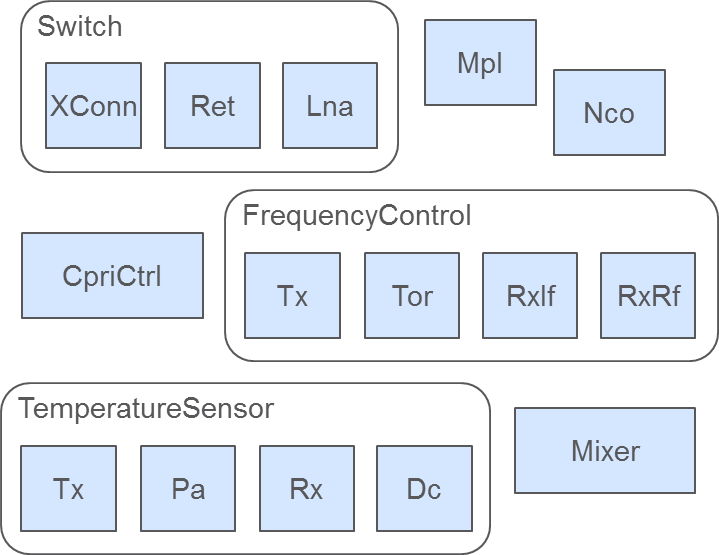 Switch
XConn Ret Lna
Mpl
Nco
FrequencyControl
Tx Tor RxIf RxRf
CpriCtrl
TemperatureSensor
Tx Pa Rx Dc
Mixer